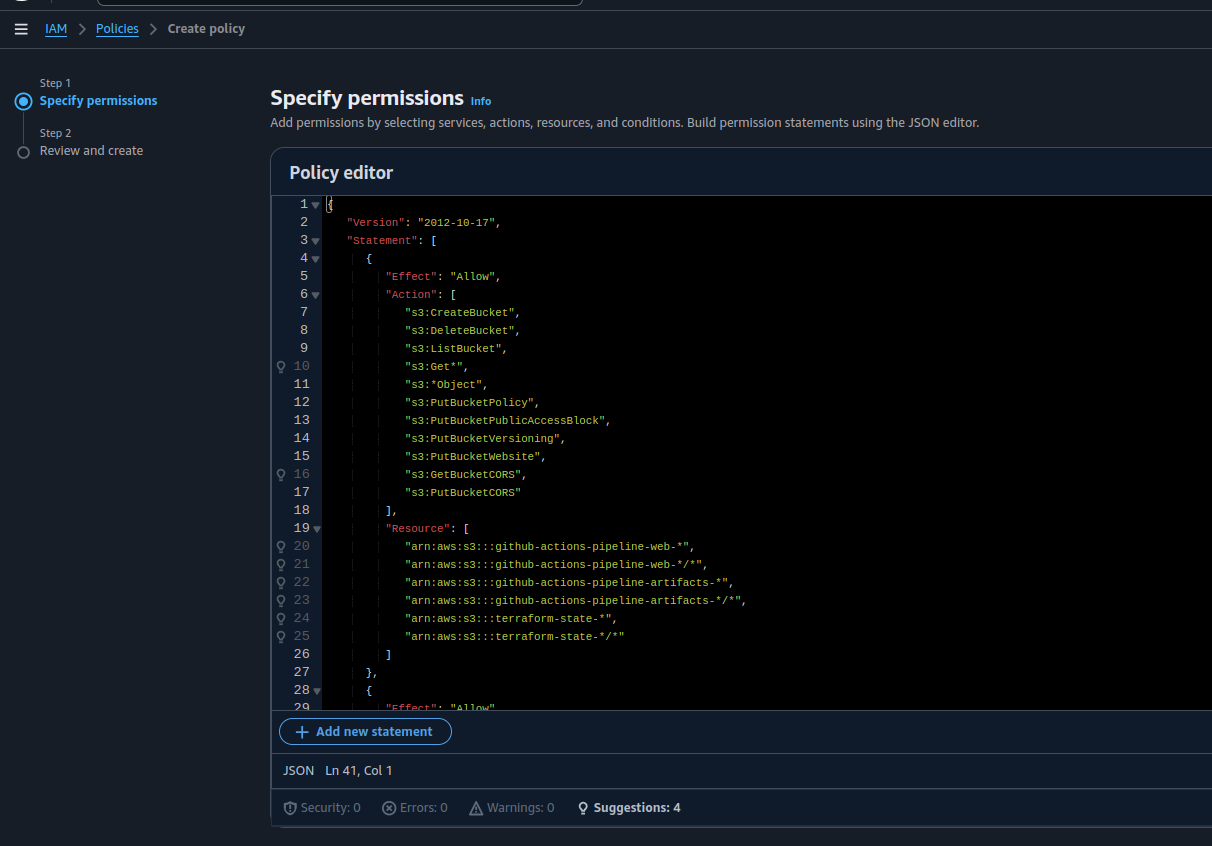 IAM > Policies > Create policy
Step 1
Specify permissions
Step 2
Review and create
Specify permissions Info
Add permissions by selecting services, actions, resources, and conditions. Build permission statements using the JSON editor.
Policy editor
1 {
2 "Version": "2012-10-17",
3 "Statement": [
4 {
5 "Effect": "Allow",
6 "Action": [
7 "s3:CreateBucket",
8 "s3:DeleteBucket",
9 "s3:ListBucket",
10 "s3:Get*",
11 "s3:*Object",
12 "s3:PutBucketPolicy",
13 "s3:PutBucketPublicAccessBlock",
14 "s3:PutBucketVersioning",
15 "s3:PutBucketWebsite",
16 "s3:GetBucketCORS",
17 "s3:PutBucketCORS"
18 ],
19 "Resource": [
20 "arn:aws:s3:::github-actions-pipeline-web-*",
21 "arn:aws:s3:::github-actions-pipeline-web-*/*",
22 "arn:aws:s3:::github-actions-pipeline-artifacts-*",
23 "arn:aws:s3:::github-actions-pipeline-artifacts-*/*",
24 "arn:aws:s3:::terraform-state-*",
25 "arn:aws:s3:::terraform-state-*/*"
26 ]
27 },
28 {
29 "Effect": "Allow"
+ Add new statement
JSON Ln 41, Col 1
Security: 0 Errors: 0 Warnings: 0 Suggestions: 4